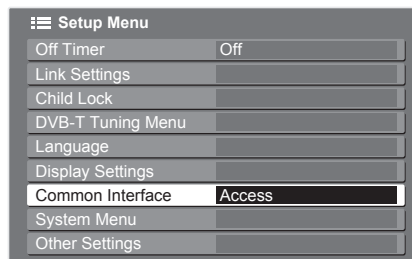 Setup Menu
Off Timer Off
Link Settings
Child Lock
DVB-T Tuning Menu
Language
Display Settings
Common Interface Access
System Menu
Other Settings